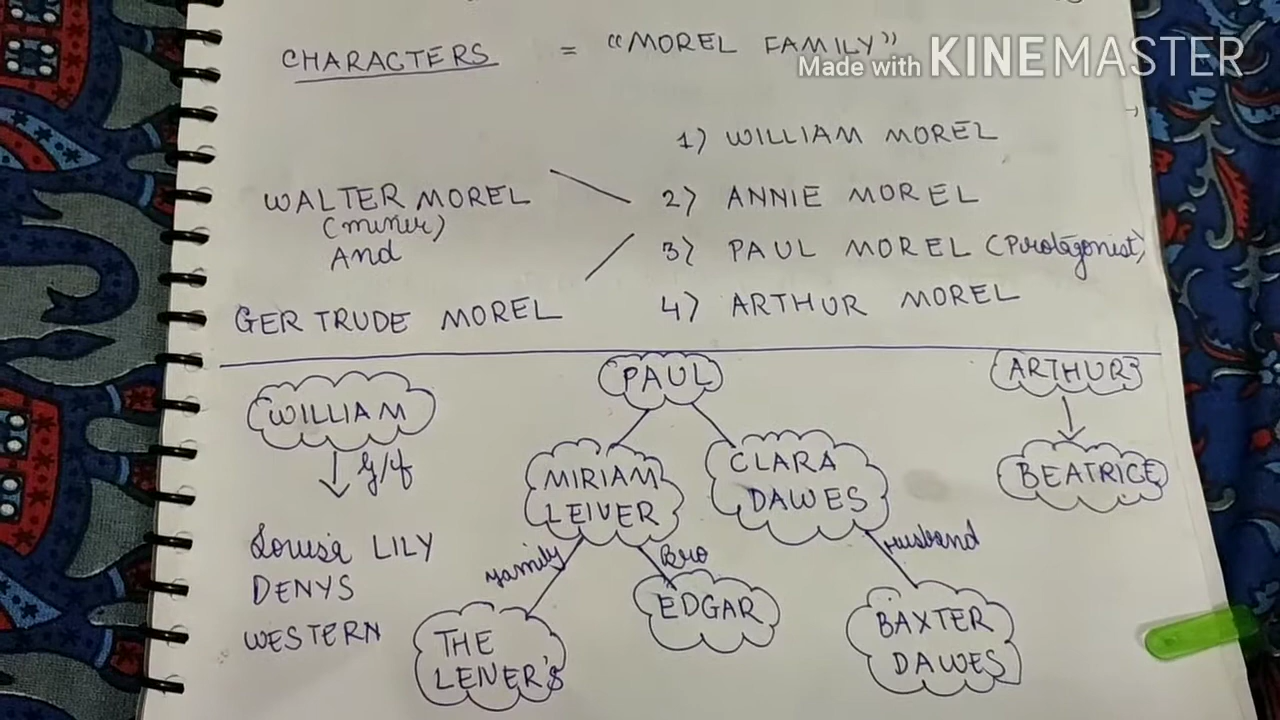 CHARACTERS = "MOREL FAMILY"
Made with KINEMASTER
1) WILLIAM MOREL
WALTER MOREL
(miner)
And
GERTRUDE MOREL
2) ANNIE MOREL
3) PAUL MOREL (Protagonist)
4) ARTHUR MOREL
WILLIAM
g/f
Louisa LILY
DENYS
WESTERN
PAUL
MIRIAM
LEIVER
family
THE
LEIVER'S
Bro
EDGAR
CLARA
DAWES
Husband
BAXTER
DAWES
ARTHUR
BEATRICE